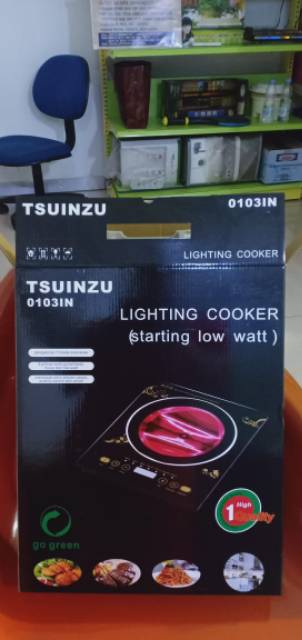 TSUINZU
0103IN
LIGHTING COOKER
TSUINZU
0103IN
LIGHTING COOKER
(starting low watt)
High
1 Quality
go green